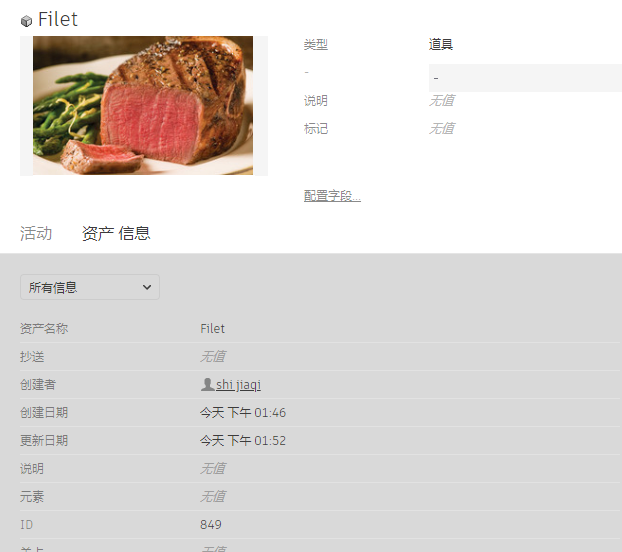 Filet
类型 道具
- -
说明 无值
标记 无值
配置字段...
活动 资产 信息
所有信息
资产名称 Filet
抄送 无值
创建者 shi jiaqi
创建日期 今天 下午 01:46
更新日期 今天 下午 01:52
说明 无值
元素 无值
ID 849
无值